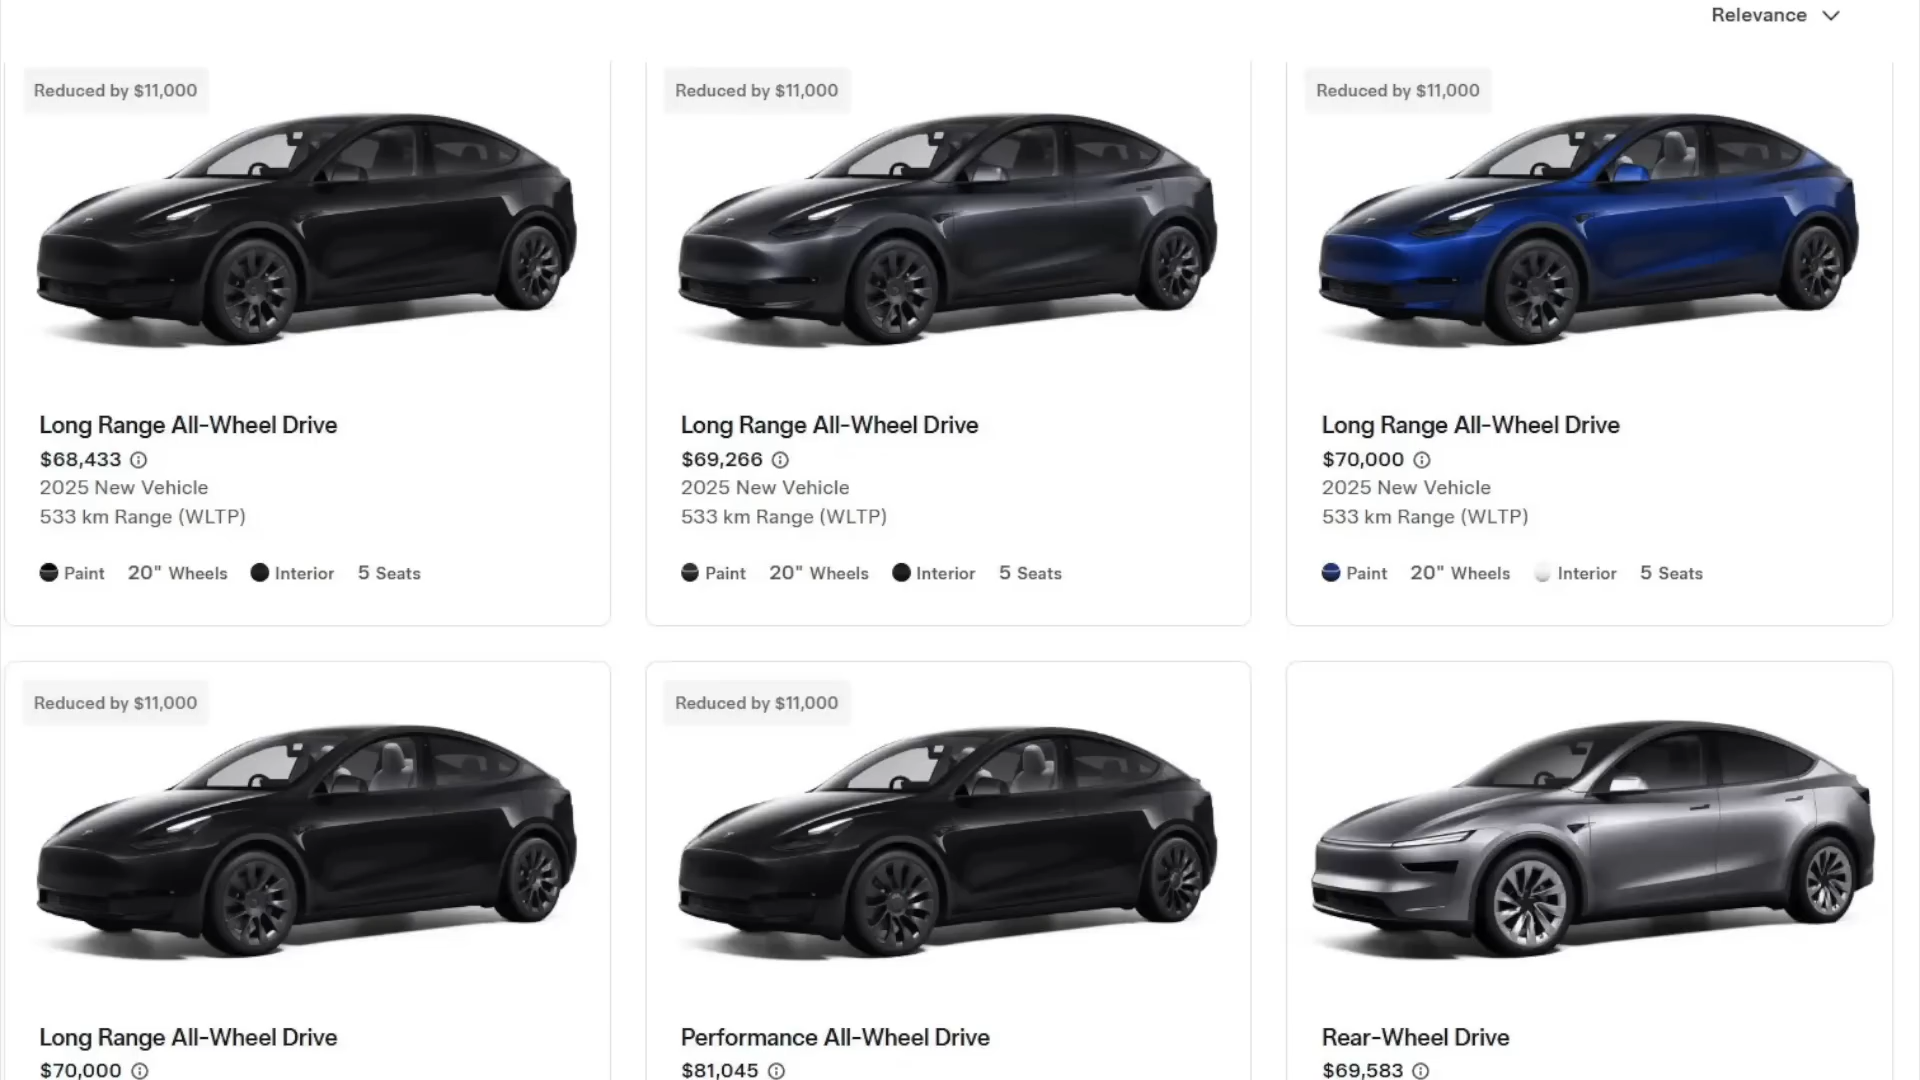 Relevance
Reduced by $11,000
Long Range All-Wheel Drive
$68,433
2025 New Vehicle
533 km Range (WLTP)
Paint 20" Wheels Interior 5 Seats
Reduced by $11,000
Long Range All-Wheel Drive
$69,266
2025 New Vehicle
533 km Range (WLTP)
Paint 20" Wheels Interior 5 Seats
Reduced by $11,000
Long Range All-Wheel Drive
$70,000
2025 New Vehicle
533 km Range (WLTP)
Paint 20" Wheels Interior 5 Seats
Reduced by $11,000
Long Range All-Wheel Drive
$70,000
Reduced by $11,000
Performance All-Wheel Drive
$81,045
Rear-Wheel Drive
$69,583